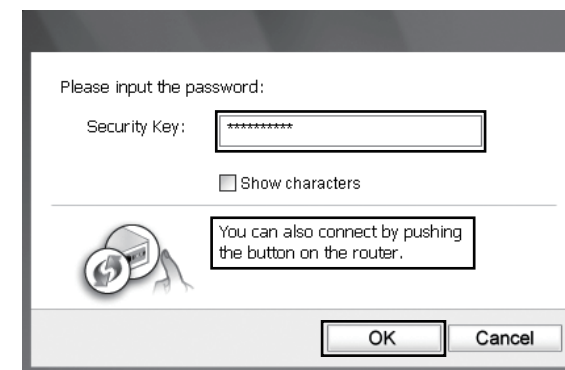 Please input the password:
Security Key: **********
Show characters
You can also connect by pushing
the button on the router.
OK Cancel